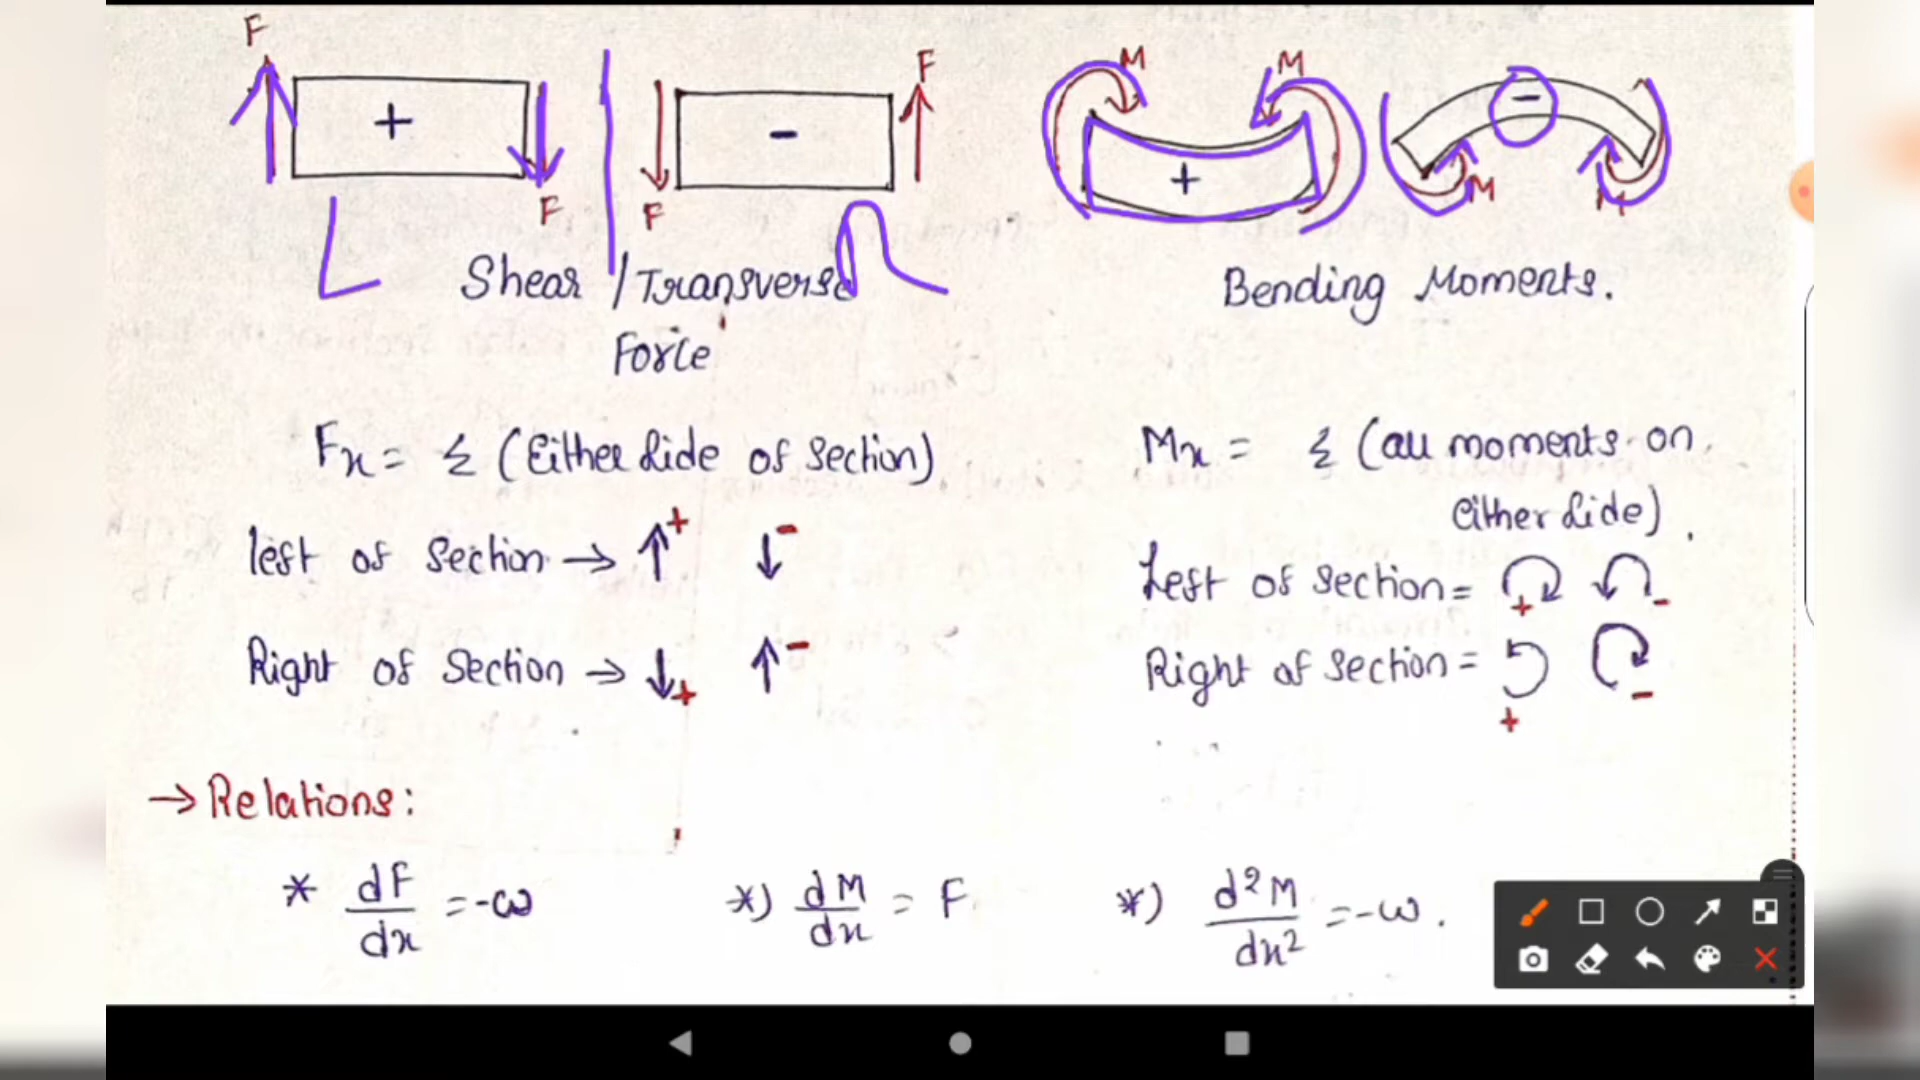 F F M M
+ - + -
F F M M
L R
Shear / Transverse Bending Moments.
Force
Fx = Σ (Either side of section) Mx = Σ (all moments on
either side).
left of section → ↑+ ↓- Left of section = + -
Right of section → ↓+ ↑- Right of section = + -
→ Relations:
* dF/dx = -ω *) dM/dx = F *) d²M/dx² = -ω.